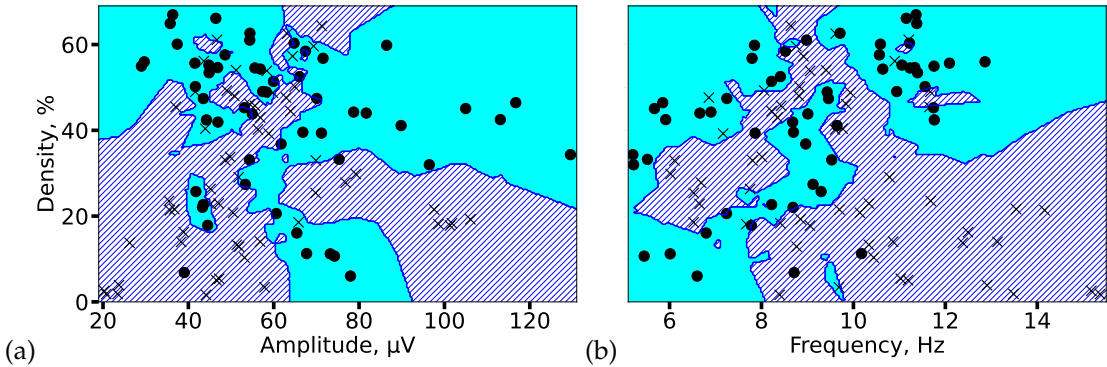 60
40
20
0
Density, %
20 40 60 80 100 120
(a) Amplitude, μV
6 8 10 12 14
(b) Frequency, Hz